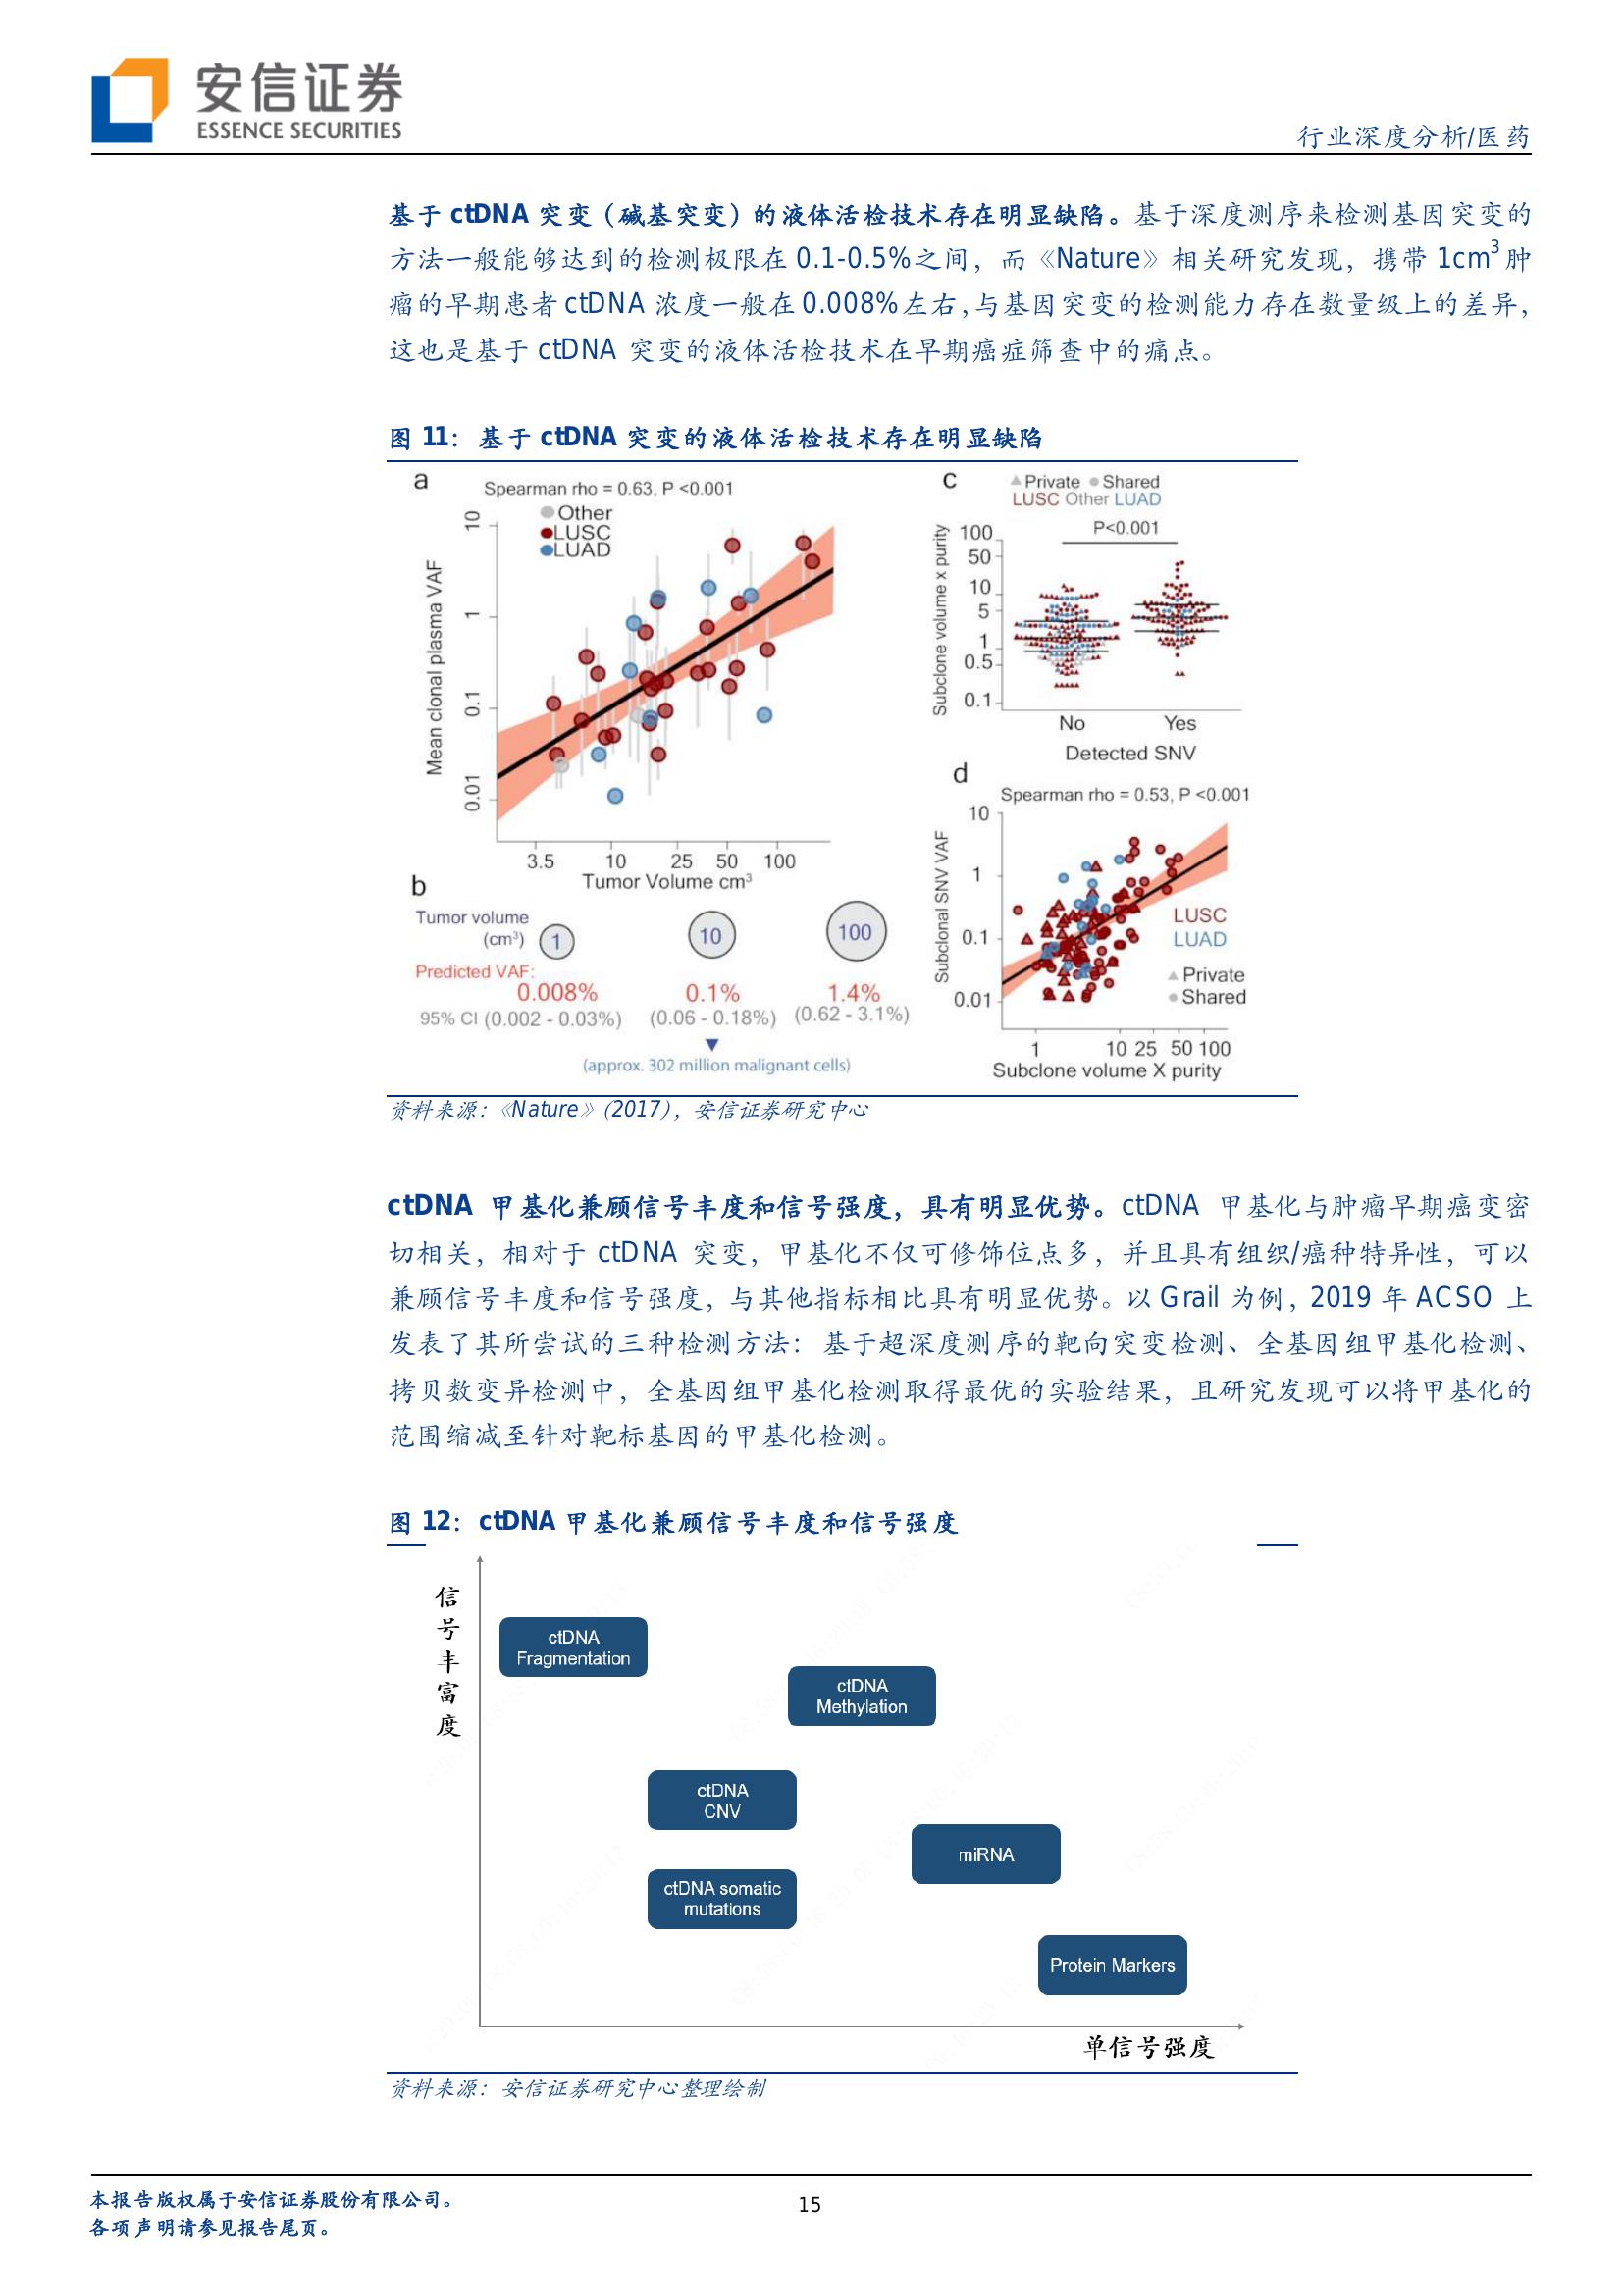 安信证券
ESSENCE SECURITIES
行业深度分析/医药
基于 ctDNA 突变（碱基突变）的液体活检技术存在明显缺陷。基于深度测序来检测基因突变的
方法一般能够达到的检测极限在 0.1-0.5%之间，而《Nature》相关研究发现，携带 1cm³肿
瘤的早期患者 ctDNA 浓度一般在 0.008%左右，与基因突变的检测能力存在数量级上的差异，
这也是基于 ctDNA 突变的液体活检技术在早期癌症筛查中的痛点。
图 11：基于 ctDNA 突变的液体活检技术存在明显缺陷
a
Spearman rho = 0.63, P <0.001
Other
LUSC
LUAD
Mean clonal plasma VAF
10
1
0.1
0.01
3.5 10 25 50 100
Tumor Volume cm³
b
Tumor volume
(cm³)
1 10 100
Predicted VAF:
0.008% 0.1% 1.4%
95% CI (0.002 - 0.03%) (0.06 - 0.18%) (0.62 - 3.1%)
(approx. 302 million malignant cells)
c
Private Shared
LUSC Other LUAD
P<0.001
Subclone volume x purity
100
50
10
5
1
0.5
0.1
No Yes
Detected SNV
d
Spearman rho = 0.53, P <0.001
Subclonal SNV VAF
10
1
0.1
0.01
LUSC
LUAD
Private
Shared
1 10 25 50 100
Subclone volume X purity
资料来源：《Nature》（2017），安信证券研究中心
ctDNA 甲基化兼顾信号丰度和信号强度，具有明显优势。ctDNA 甲基化与肿瘤早期癌变密
切相关，相对于 ctDNA 突变，甲基化不仅可修饰位点多，并且具有组织/癌种特异性，可以
兼顾信号丰度和信号强度，与其他指标相比具有明显优势。以 Grail 为例，2019 年 ACSO 上
发表了其所尝试的三种检测方法：基于超深度测序的靶向突变检测、全基因组甲基化检测、
拷贝数变异检测中，全基因组甲基化检测取得最优的实验结果，且研究发现可以将甲基化的
范围缩减至针对靶标基因的甲基化检测。
图 12：ctDNA 甲基化兼顾信号丰度和信号强度
信号丰富度
ctDNA
Fragmentation
ctDNA
Methylation
ctDNA
CNV
miRNA
ctDNA somatic
mutations
Protein Markers
单信号强度
资料来源：安信证券研究中心整理绘制
本报告版权属于安信证券股份有限公司。
各项声明请参见报告尾页。
15